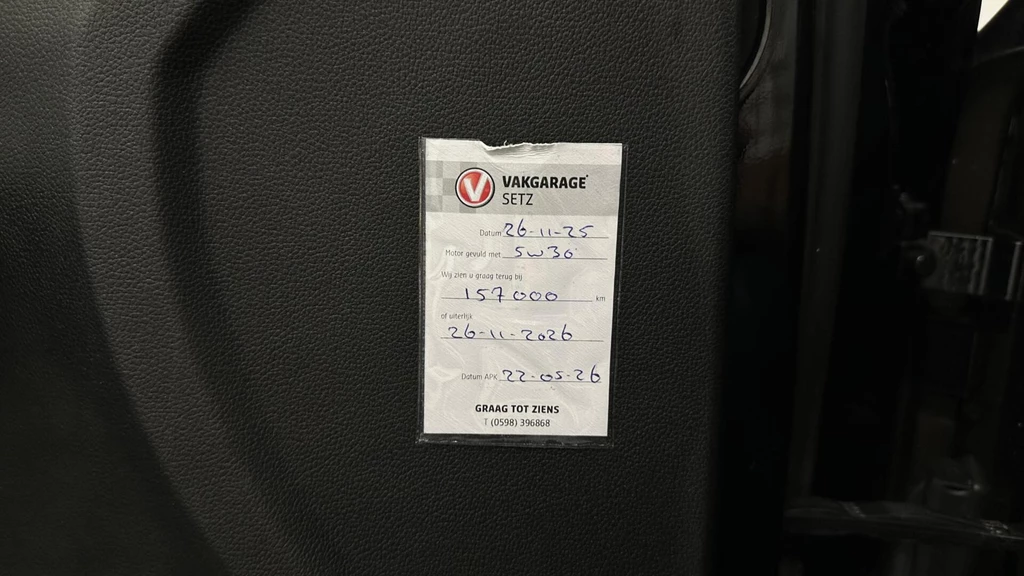 V VAKGARAGE
SETZ
Datum 26-11-25
Motor gevuld met 5W30
Wij zien u graag terug bij
157000 km
of uiterlijk
26-11-2026
Datum APK 22-05-26
GRAAG TOT ZIENS
T (0598) 396868